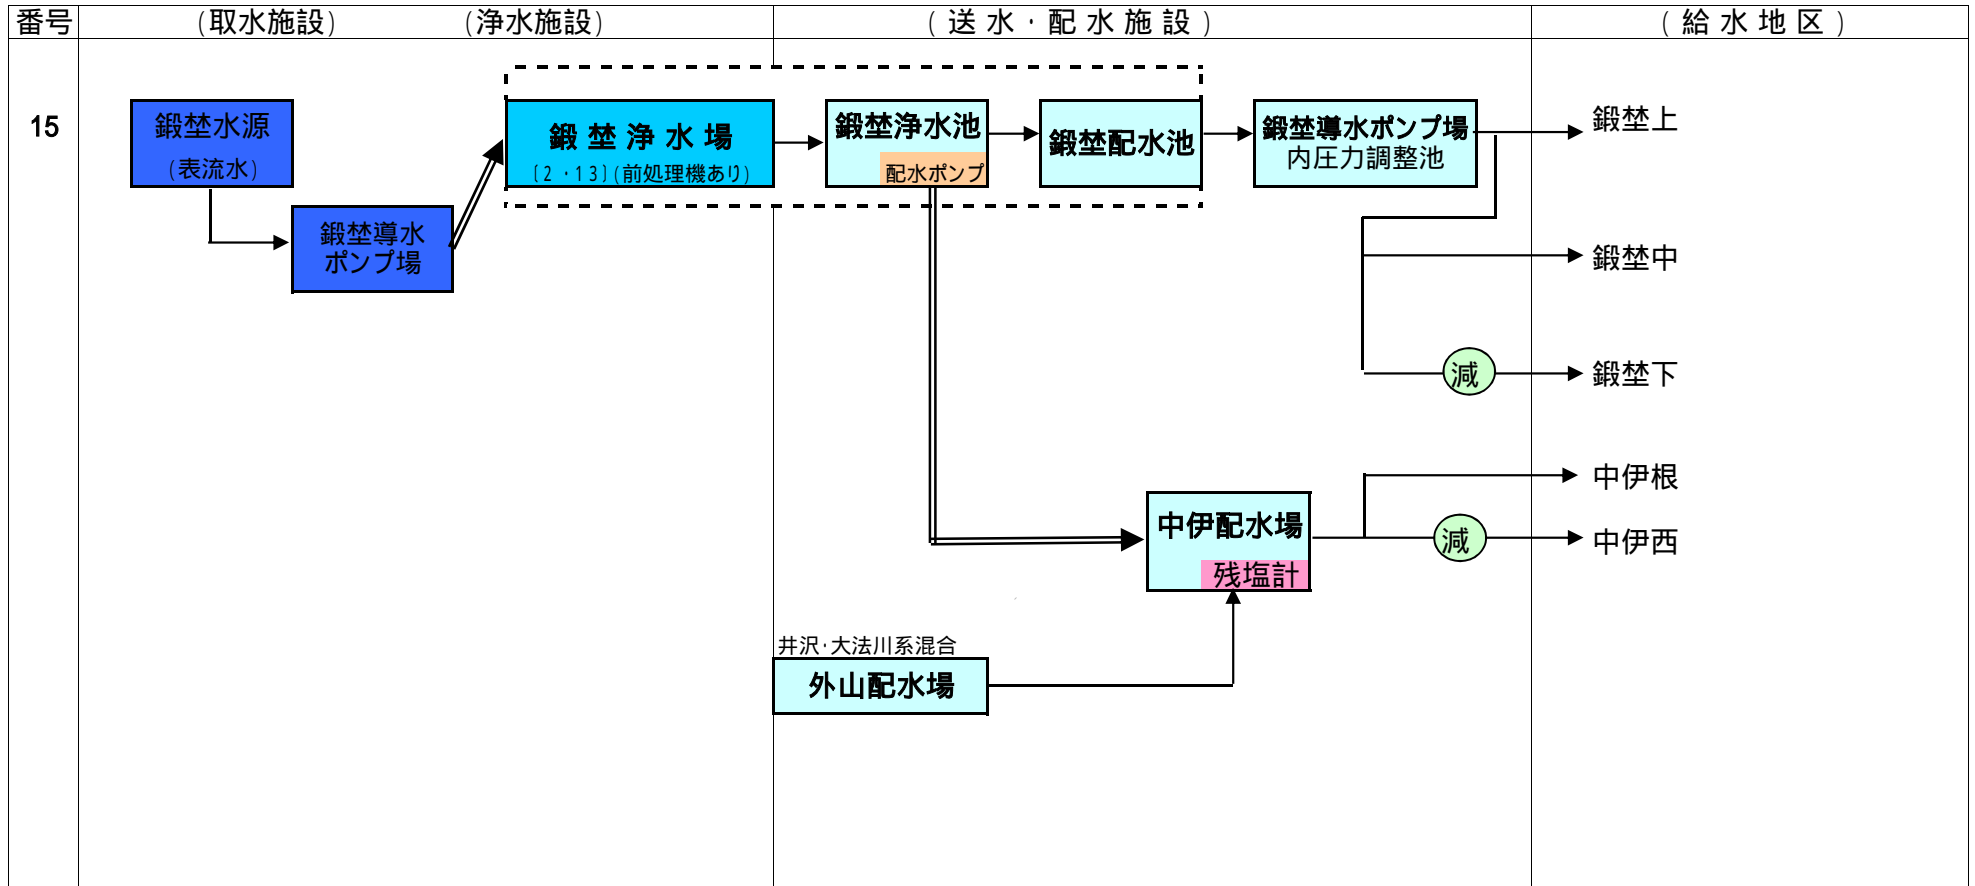 番号
(取水施設)
(浄水施設)
(送水・配水施設)
(給水地区)
15
鍛埜水源
(表流水)
鍛埜導水
ポンプ場
鍛埜浄水場
〔2・13〕(前処理機あり)
鍛埜浄水池
配水ポンプ
鍛埜配水池
鍛埜導水ポンプ場
内圧力調整池
鍛埜上
鍛埜中
減
鍛埜下
中伊根
中伊配水場
残塩計
減
中伊西
井沢・大法川系混合
外山配水場